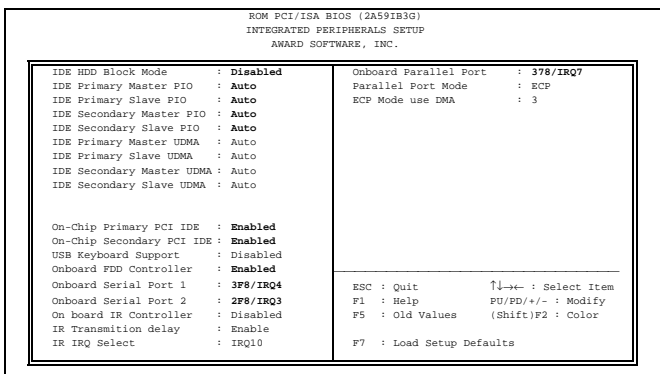 ROM PCI/ISA BIOS (2A59IB3G)
INTEGRATED PERIPHERALS SETUP
AWARD SOFTWARE, INC.
IDE HDD Block Mode : Disabled
IDE Primary Master PIO : Auto
IDE Primary Slave PIO : Auto
IDE Secondary Master PIO : Auto
IDE Secondary Slave PIO : Auto
IDE Primary Master UDMA : Auto
IDE Primary Slave UDMA : Auto
IDE Secondary Master UDMA : Auto
IDE Secondary Slave UDMA : Auto
On-Chip Primary PCI IDE : Enabled
On-Chip Secondary PCI IDE : Enabled
USB Keyboard Support : Disabled
Onboard FDD Controller : Enabled
Onboard Serial Port 1 : 3F8/IRQ4
Onboard Serial Port 2 : 2F8/IRQ3
On board IR Controller : Disabled
IR Transmition delay : Enable
IR IRQ Select : IRQ10
Onboard Parallel Port : 378/IRQ7
Parallel Port Mode : ECP
ECP Mode use DMA : 3
ESC : Quit ↑↓→← : Select Item
F1 : Help PU/PD/+/- : Modify
F5 : Old Values (Shift)F2 : Color
F7 : Load Setup Defaults